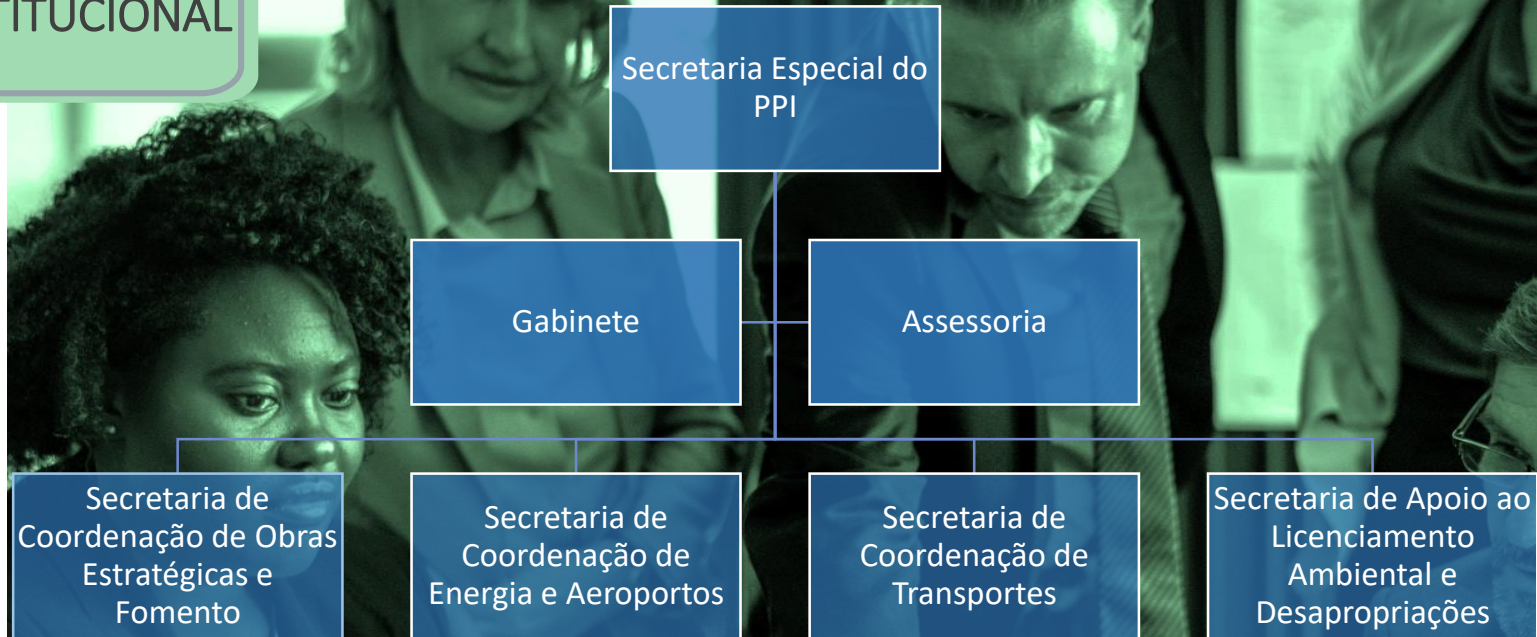 TITUCIONAL
Secretaria Especial do
PPI
Gabinete
Assessoria
Secretaria de
Coordenação de Obras
Estratégicas e
Fomento
Secretaria de
Coordenação de
Energia e Aeroportos
Secretaria de
Coordenação de
Transportes
Secretaria de Apoio ao
Licenciamento
Ambiental e
Desapropriações